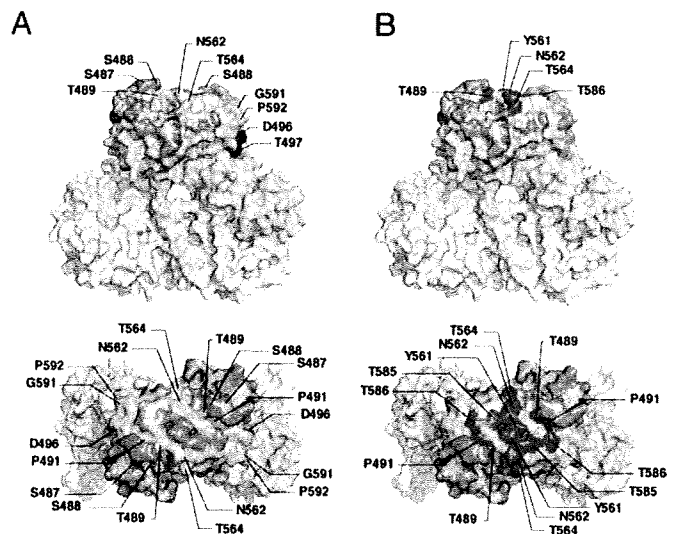 A
N562
S488
T564
S487
S488
T489
G591
P592
D496
T497
B
Y561
N562
T564
T489
T586
T564
T489
N562
S488
P592
S487
G591
P491
D496
D496
P491
G591
S487
P592
S488
N562
T489
T564
T564
N562
T489
Y561
T585
T586
P491
P491
T586
T585
Y561
T489
N562
T564